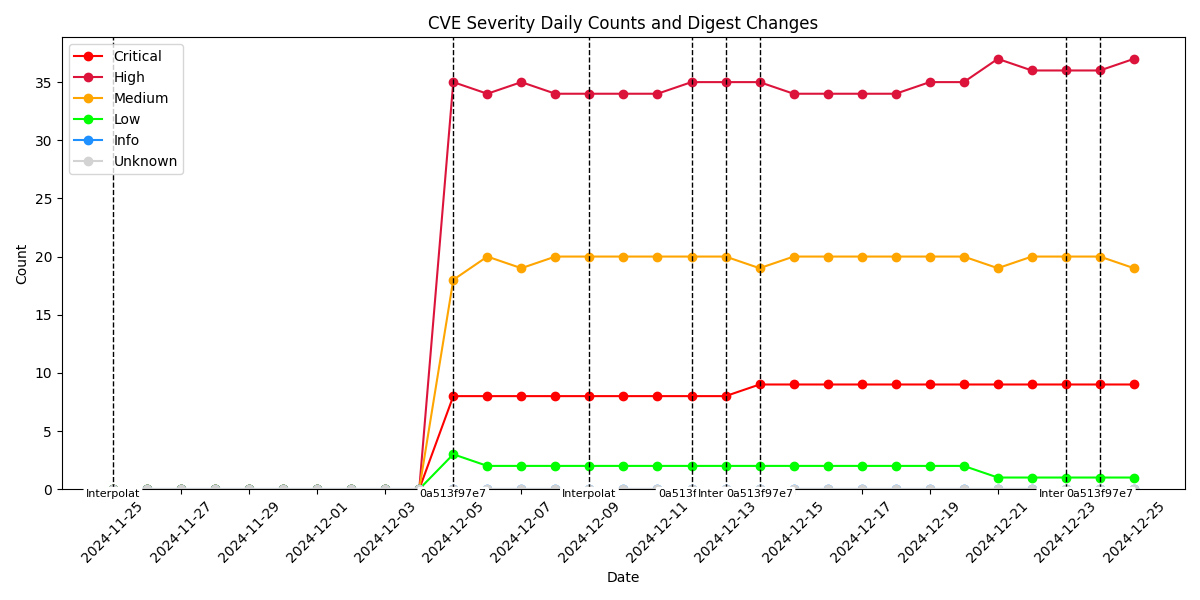 CVE Severity Daily Counts and Digest Changes
Critical
High
Medium
Low
Info
Unknown
35
30
25
20
15
10
5
0
Count
Interpolat
0a513f97e7
Interpolat
0a513f
Inter
0a513f97e7
Inter
0a513f97e7
2024-11-25
2024-11-27
2024-11-29
2024-12-01
2024-12-03
2024-12-05
2024-12-07
2024-12-09
2024-12-11
2024-12-13
2024-12-15
2024-12-17
2024-12-19
2024-12-21
2024-12-23
2024-12-25
Date